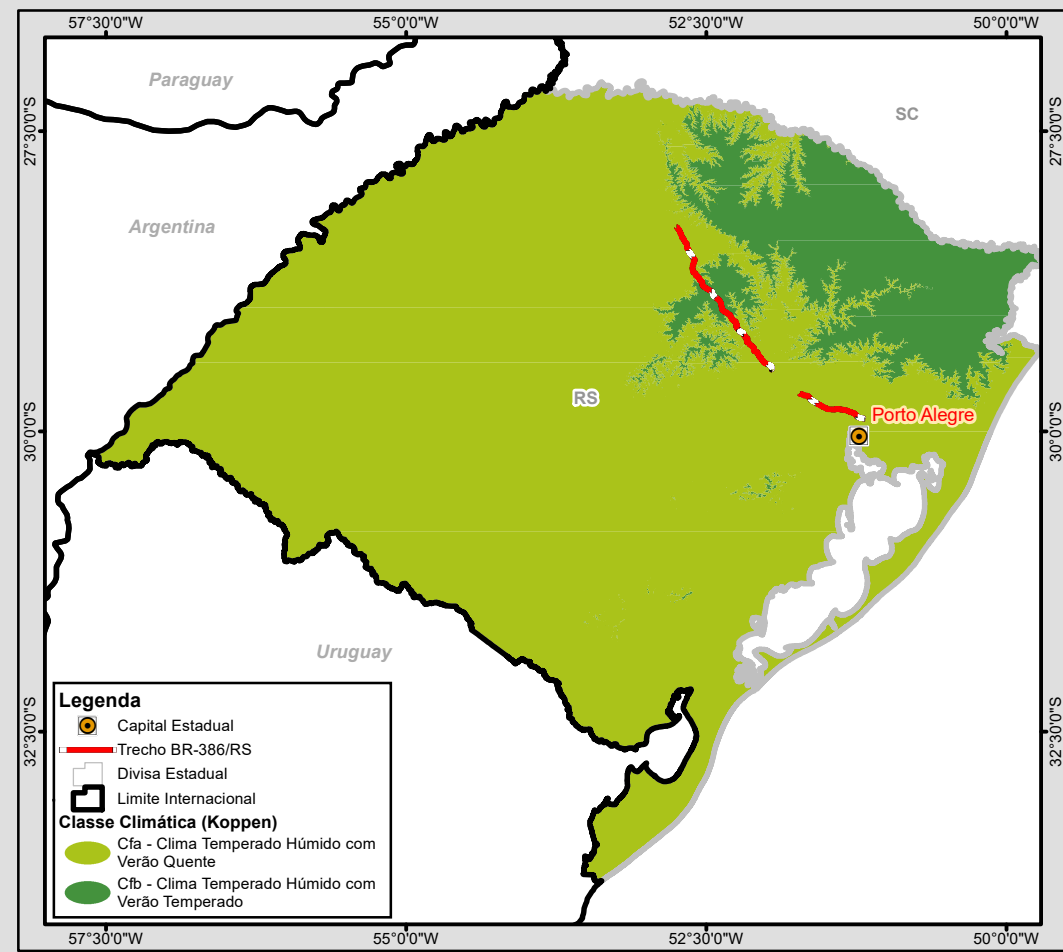 57°30'0"W
55°0'0"W
52°30'0"W
50°0'0"W
27°30'0"S
27°30'0"S
Paraguay
SC
Argentina
RS
Porto Alegre
30°0'0"S
30°0'0"S
Uruguay
32°30'0"S
32°30'0"S
Legenda
Capital Estadual
Trecho BR-386/RS
Divisa Estadual
Limite Internacional
Classe Climática (Koppen)
Cfa - Clima Temperado Húmido com
Verão Quente
Cfb - Clima Temperado Húmido com
Verão Temperado
57°30'0"W
55°0'0"W
52°30'0"W
50°0'0"W